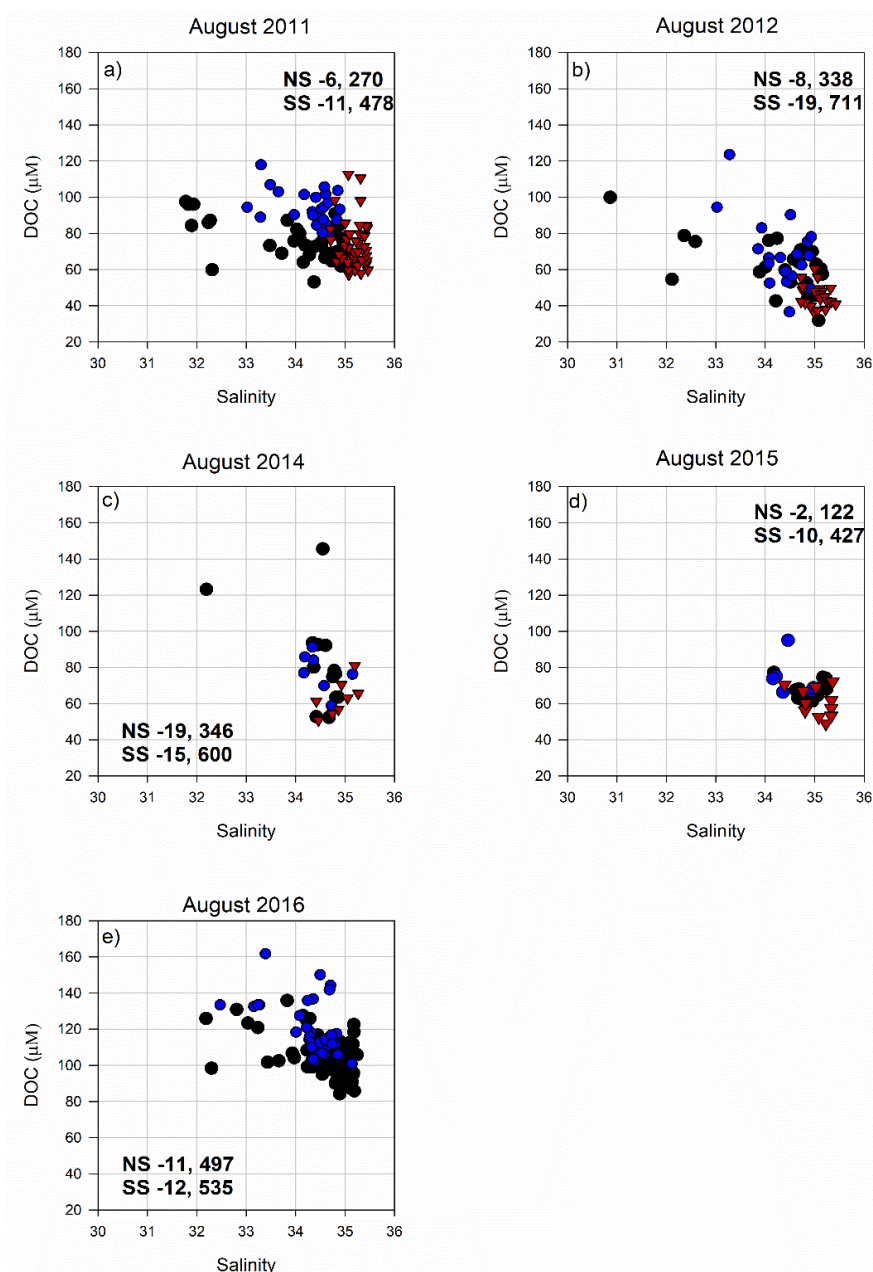 August 2011
a)
NS -6, 270
SS -11, 478
180
160
140
120
100
80
60
40
20
DOC (μM)
30 31 32 33 34 35 36
Salinity
August 2012
b)
NS -8, 338
SS -19, 711
180
160
140
120
100
80
60
40
20
DOC (μM)
30 31 32 33 34 35 36
Salinity
August 2014
c)
NS -19, 346
SS -15, 600
180
160
140
120
100
80
60
40
20
DOC (μM)
30 31 32 33 34 35 36
Salinity
August 2015
d)
NS -2, 122
SS -10, 427
180
160
140
120
100
80
60
40
20
DOC (μM)
30 31 32 33 34 35 36
Salinity
August 2016
e)
NS -11, 497
SS -12, 535
180
160
140
120
100
80
60
40
20
DOC (μM)
30 31 32 33 34 35 36
Salinity